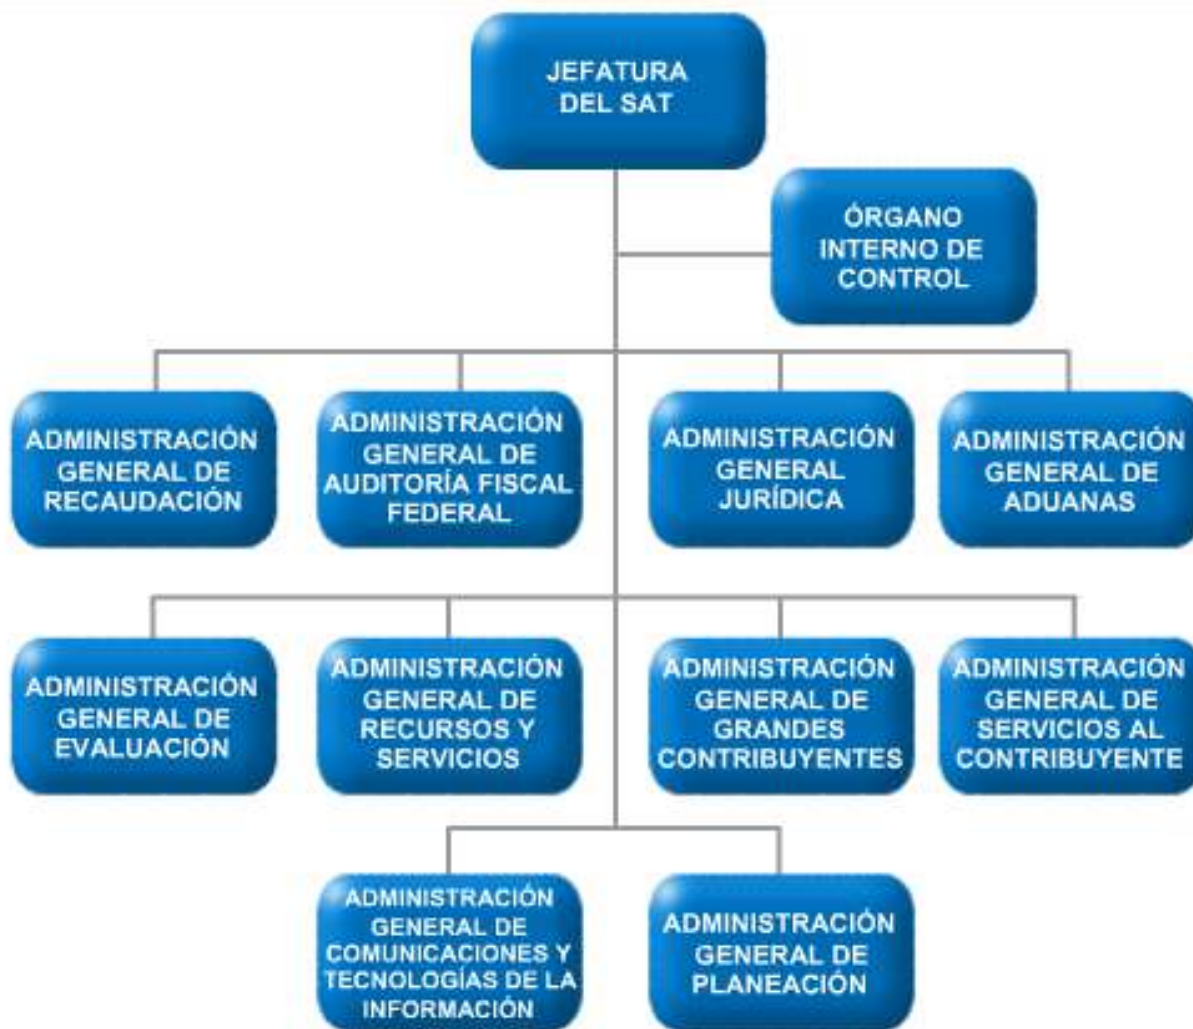 JEFATURA
DEL SAT
ÓRGANO
INTERNO DE
CONTROL
ADMINISTRACIÓN
GENERAL DE
RECAUDACIÓN
ADMINISTRACIÓN
GENERAL DE
AUDITORÍA FISCAL
FEDERAL
ADMINISTRACIÓN
GENERAL
JURÍDICA
ADMINISTRACIÓN
GENERAL DE
ADUANAS
ADMINISTRACIÓN
GENERAL DE
EVALUACIÓN
ADMINISTRACIÓN
GENERAL DE
RECURSOS Y
SERVICIOS
ADMINISTRACIÓN
GENERAL DE
GRANDES
CONTRIBUYENTES
ADMINISTRACIÓN
GENERAL DE
SERVICIOS AL
CONTRIBUYENTE
ADMINISTRACIÓN
GENERAL DE
COMUNICACIONES Y
TECNOLOGÍAS DE LA
INFORMACIÓN
ADMINISTRACIÓN
GENERAL DE
PLANEACIÓN